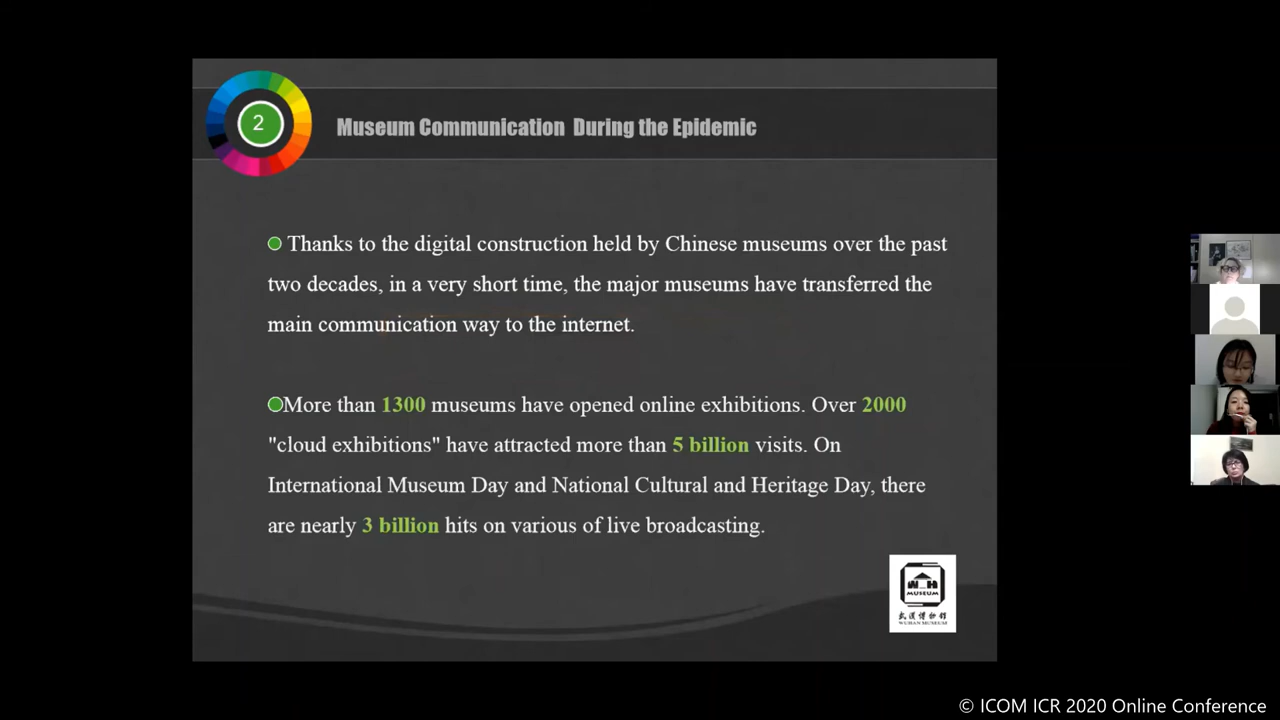 2
Museum Communication During the Epidemic
Thanks to the digital construction held by Chinese museums over the past
two decades, in a very short time, the major museums have transferred the
main communication way to the internet.
More than 1300 museums have opened online exhibitions. Over 2000
"cloud exhibitions" have attracted more than 5 billion visits. On
International Museum Day and National Cultural and Heritage Day, there
are nearly 3 billion hits on various of live broadcasting.
MUSEUM
武漢博物館
WUHAN MUSEUM
© ICOM ICR 2020 Online Conference